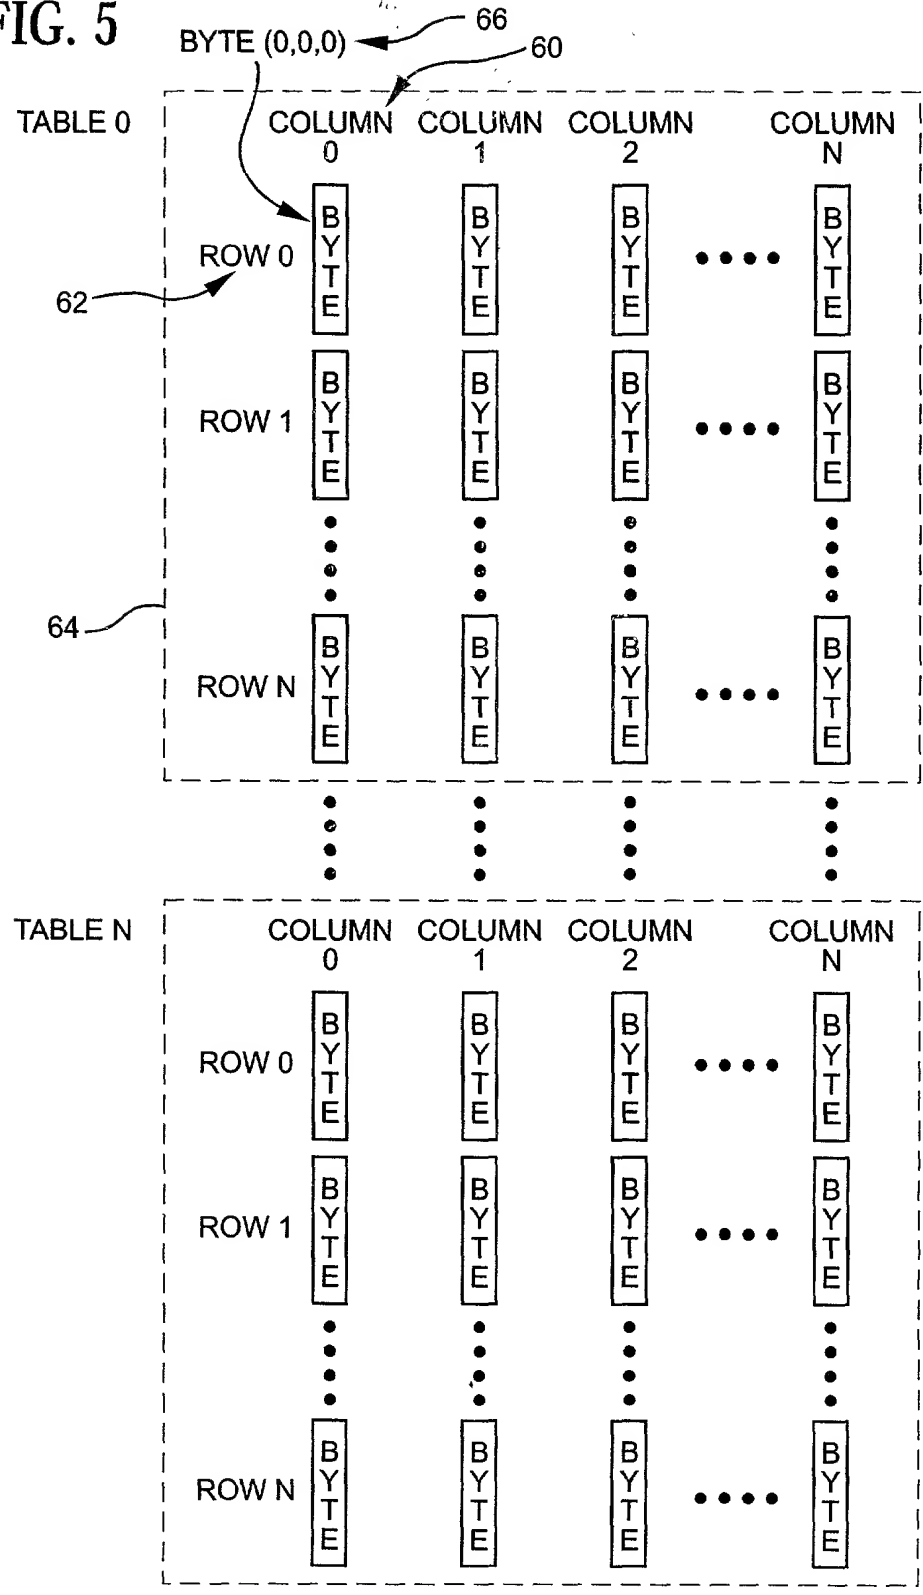 FIG. 5
BYTE (0,0,0) 66
60
TABLE 0 COLUMN 0 COLUMN 1 COLUMN 2 COLUMN N
ROW 0 BYTE BYTE BYTE BYTE
62
ROW 1 BYTE BYTE BYTE BYTE
64
ROW N BYTE BYTE BYTE BYTE
TABLE N COLUMN 0 COLUMN 1 COLUMN 2 COLUMN N
ROW 0 BYTE BYTE BYTE BYTE
ROW 1 BYTE BYTE BYTE BYTE
ROW N BYTE BYTE BYTE BYTE